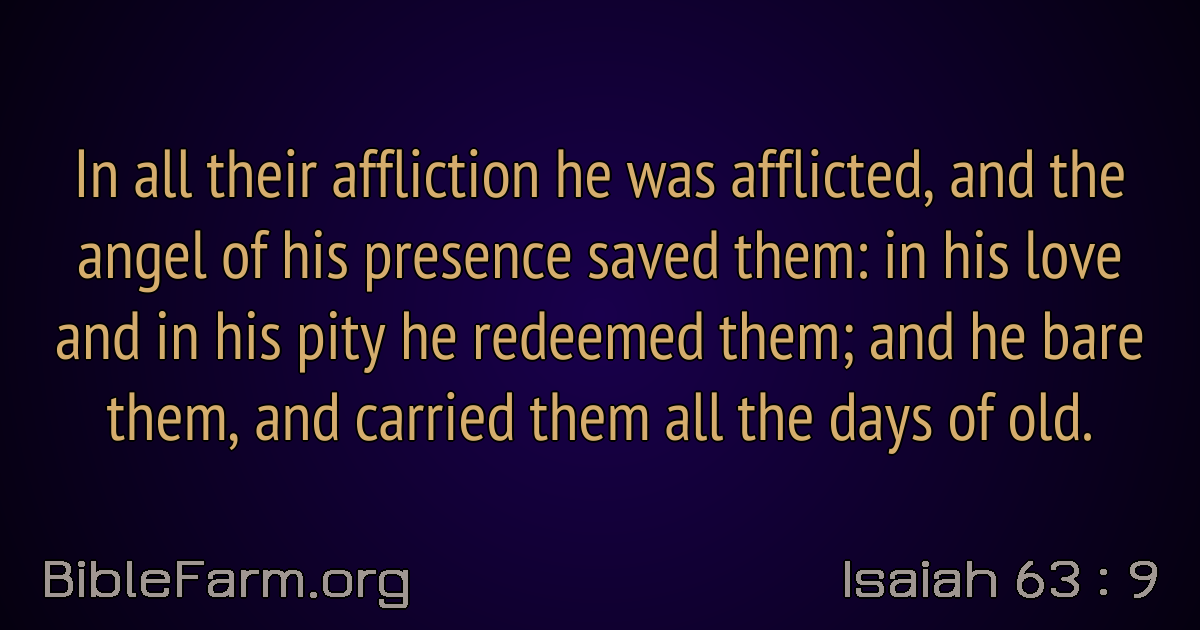 In all their affliction he was afflicted, and the
angel of his presence saved them: in his love
and in his pity he redeemed them; and he bare
them, and carried them all the days of old.
BibleFarm.org
Isaiah 63 : 9